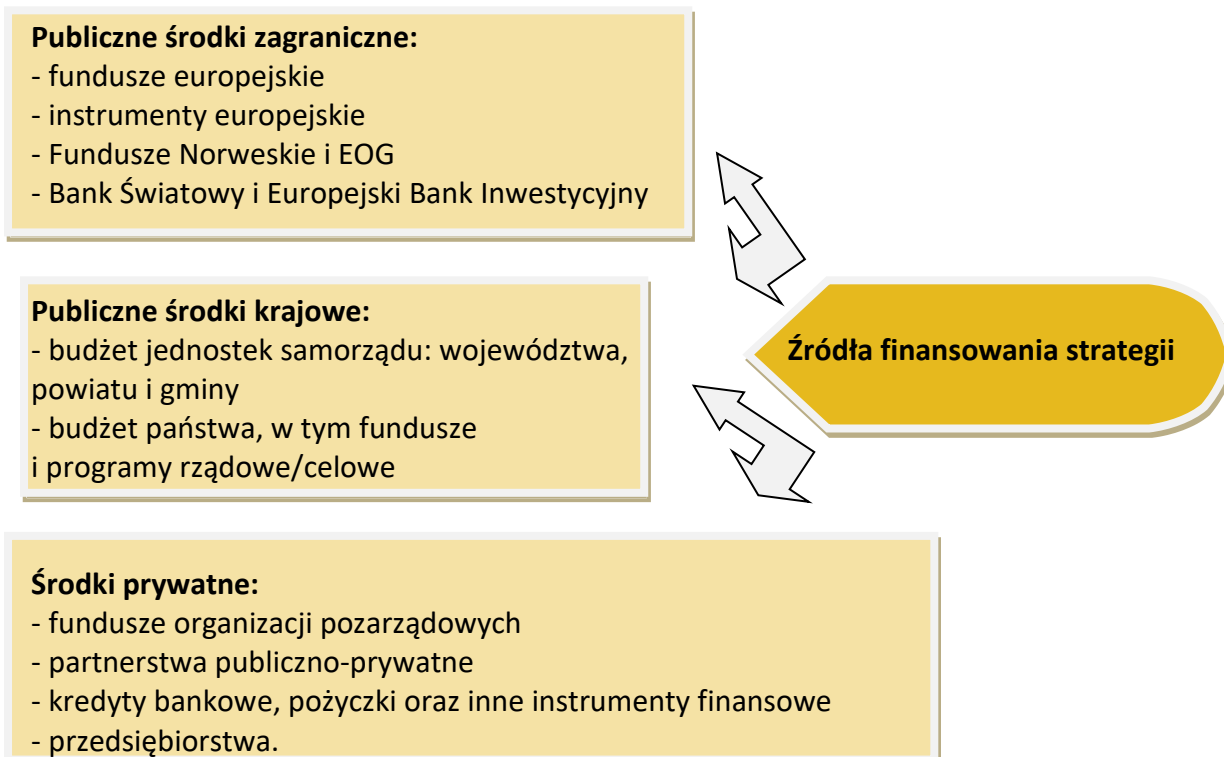 Publiczne środki zagraniczne:
- fundusze europejskie
- instrumenty europejskie
- Fundusze Norweskie i EOG
- Bank Światowy i Europejski Bank Inwestycyjny
Publiczne środki krajowe:
- budżet jednostek samorządu: województwa,
powiatu i gminy
- budżet państwa, w tym fundusze
i programy rządowe/celowe
Źródła finansowania strategii
Środki prywatne:
- fundusze organizacji pozarządowych
- partnerstwa publiczno-prywatne
- kredyty bankowe, pożyczki oraz inne instrumenty finansowe
- przedsiębiorstwa.